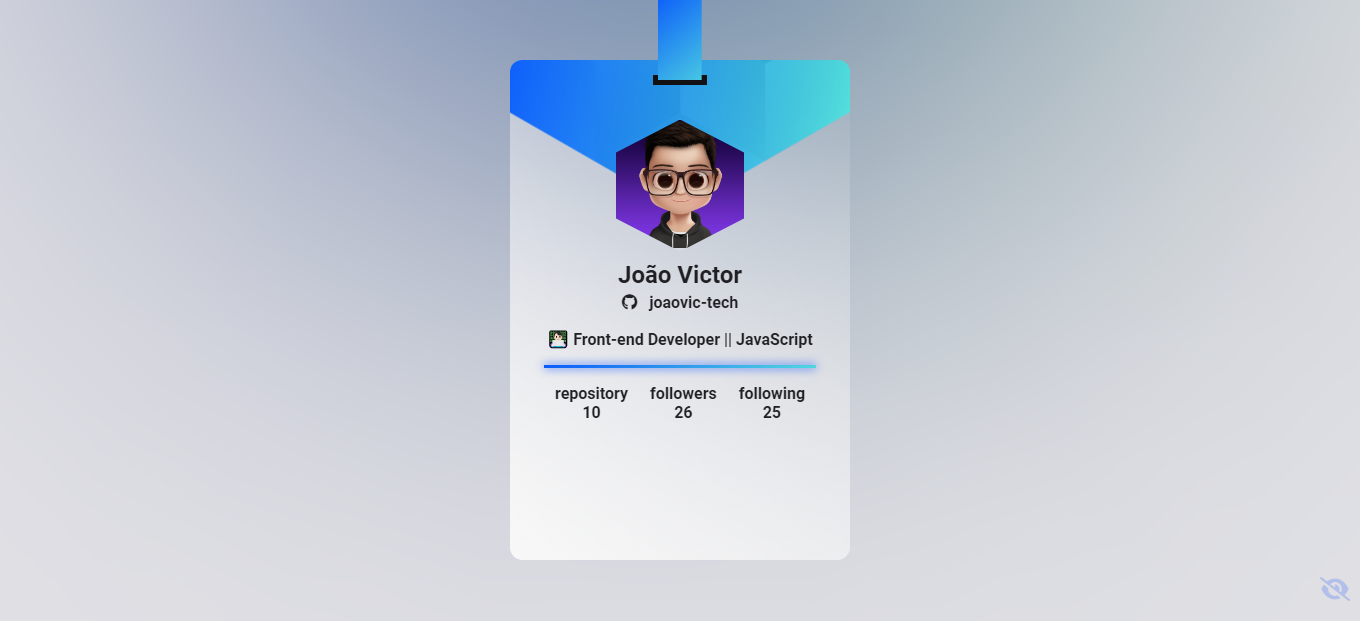 João Victor
joaovic-tech
Front-end Developer || JavaScript
repository followers following
10 26 25